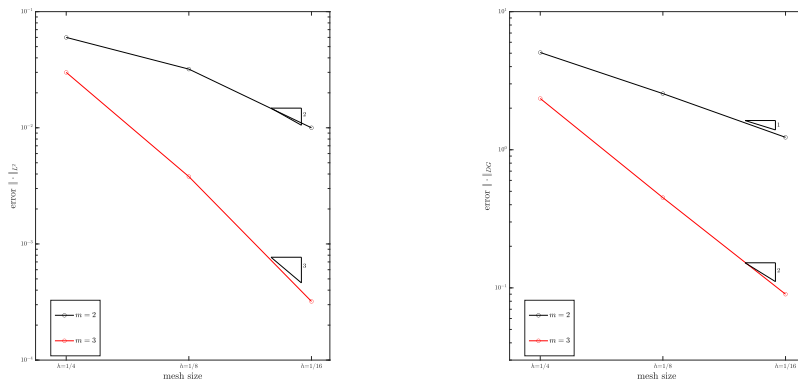 10⁻¹
10⁻²
10⁻³
10⁻⁴
error ‖ · ‖_{L²}
2
3
m = 2
m = 3
h=1/4
h=1/8
h=1/16
mesh size
10¹
10⁰
10⁻¹
error ‖ · ‖_{DG}
1
2
m = 2
m = 3
h=1/4
h=1/8
h=1/16
mesh size